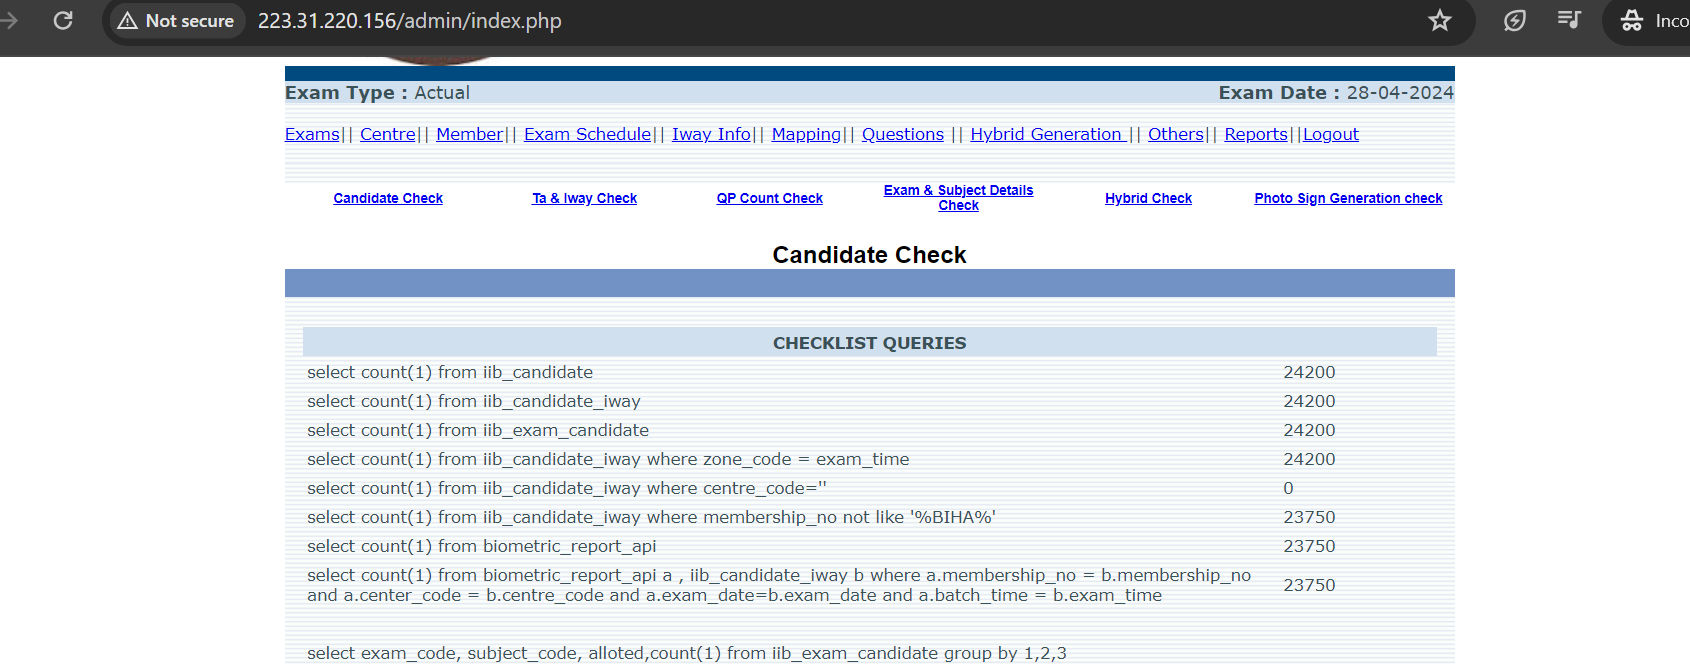 Not secure 223.31.220.156/admin/index.php
Exam Type : Actual Exam Date : 28-04-2024
Exams|| Centre|| Member|| Exam Schedule|| Iway Info|| Mapping|| Questions || Hybrid Generation || Others|| Reports||Logout
Candidate Check Ta & Iway Check QP Count Check Exam & Subject Details Hybrid Check Photo Sign Generation check
Check
Candidate Check
CHECKLIST QUERIES
select count(1) from iib_candidate 24200
select count(1) from iib_candidate_iway 24200
select count(1) from iib_exam_candidate 24200
select count(1) from iib_candidate_iway where zone_code = exam_time 24200
select count(1) from iib_candidate_iway where centre_code='' 0
select count(1) from iib_candidate_iway where membership_no not like '%BIHA%' 23750
select count(1) from biometric_report_api 23750
select count(1) from biometric_report_api a , iib_candidate_iway b where a.membership_no = b.membership_no
and a.center_code = b.centre_code and a.exam_date=b.exam_date and a.batch_time = b.exam_time 23750
select exam_code, subject_code, alloted,count(1) from iib_exam_candidate group by 1,2,3